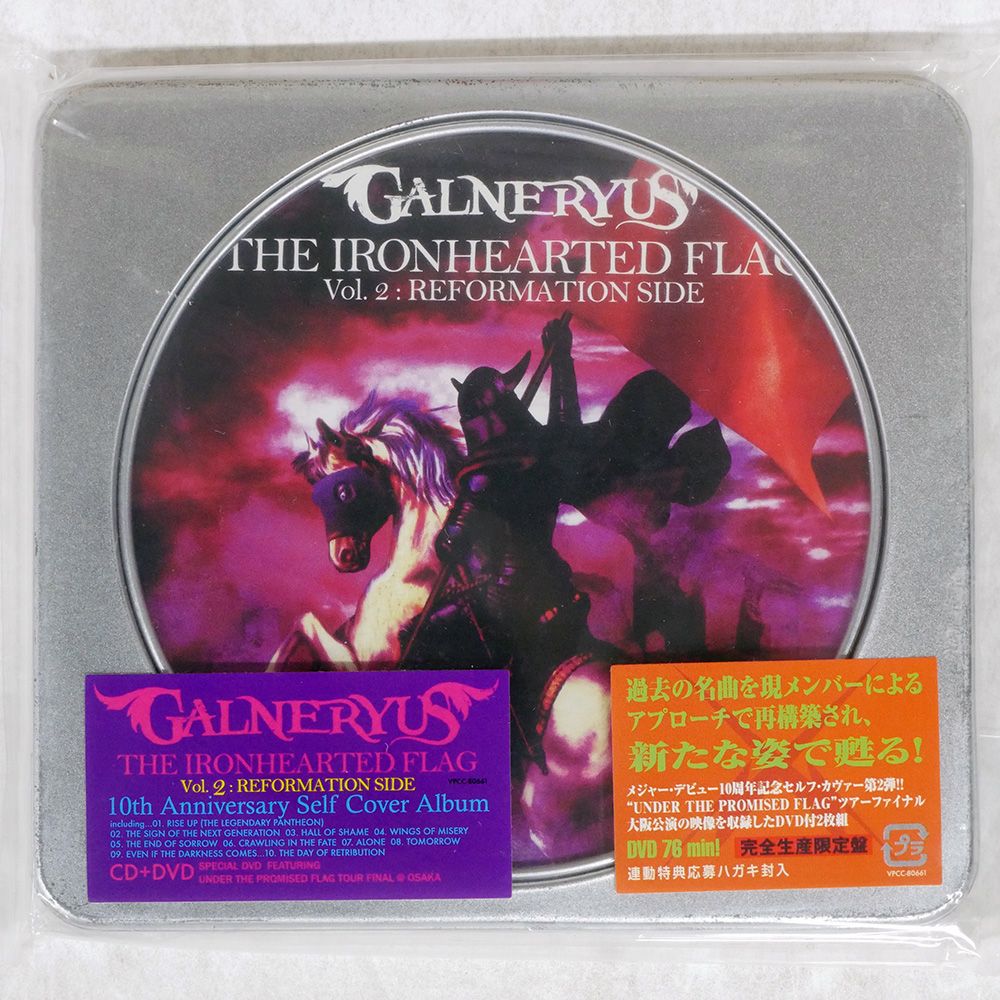 GALNERYUS
THE IRONHEARTED FLAG
Vol. 2 : REFORMATION SIDE
GALNERYUS
THE IRONHEARTED FLAG
Vol. 2 : REFORMATION SIDE
VPCC-80661
10th Anniversary Self Cover Album
including...01. RISE UP (THE LEGENDARY PANTHEON)
02. THE SIGN OF THE NEXT GENERATION 03. HALL OF SHAME 04. WINGS OF MISERY
05. THE END OF SORROW 06. CRAWLING IN THE FATE 07. ALONE 08. TOMORROW
09. EVEN IF THE DARKNESS COMES...10. THE DAY OF RETRIBUTION
CD+DVD SPECIAL DVD FEATURING
UNDER THE PROMISED FLAG TOUR FINAL @ OSAKA
過去の名曲を現メンバーによる
アプローチで再構築され、
新たな姿で甦る!
メジャー・デビュー10周年記念セルフ・カヴァー第2弾!!
“UNDER THE PROMISED FLAG”ツアーファイナル
大阪公演の映像を収録したDVD付2枚組
DVD 76 min! 完全生産限定盤
連動特典応募ハガキ封入
プラ
VPCC-80661